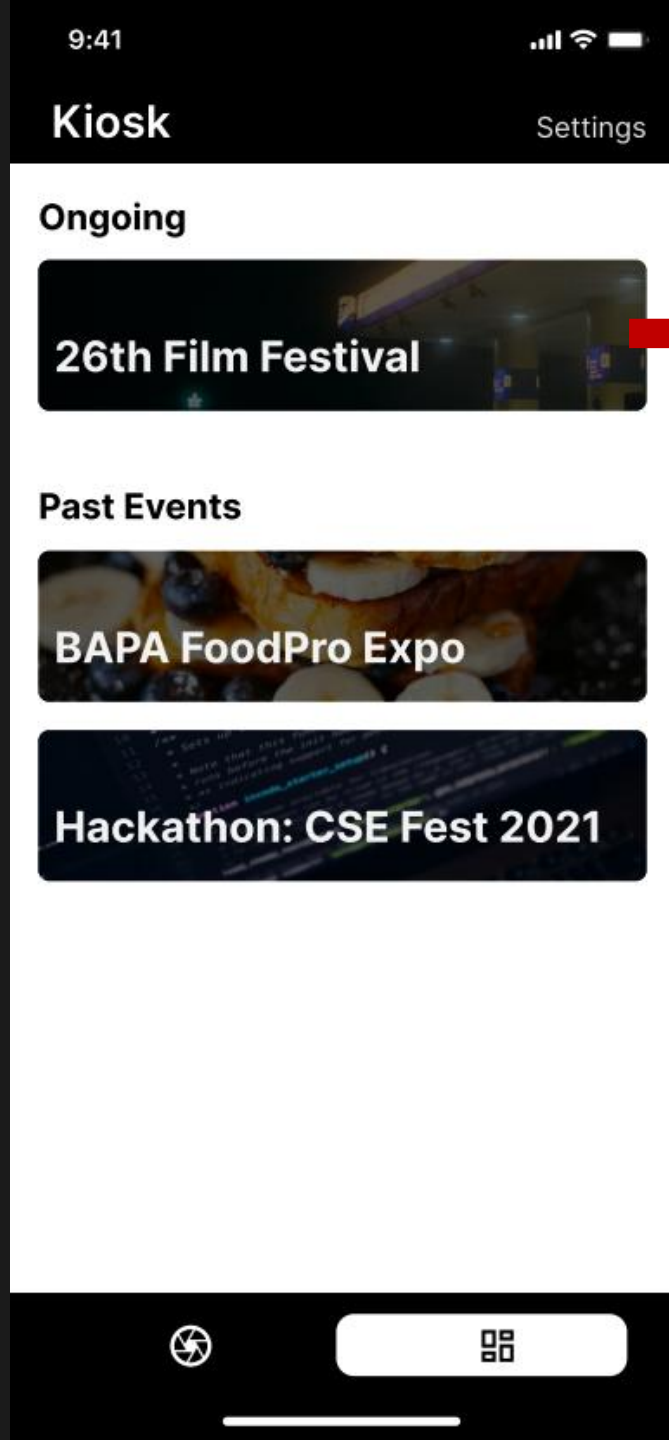 9:41
Kiosk
Settings
Ongoing
26th Film Festival
Past Events
BAPA FoodPro Expo
Hackathon: CSE Fest 2021